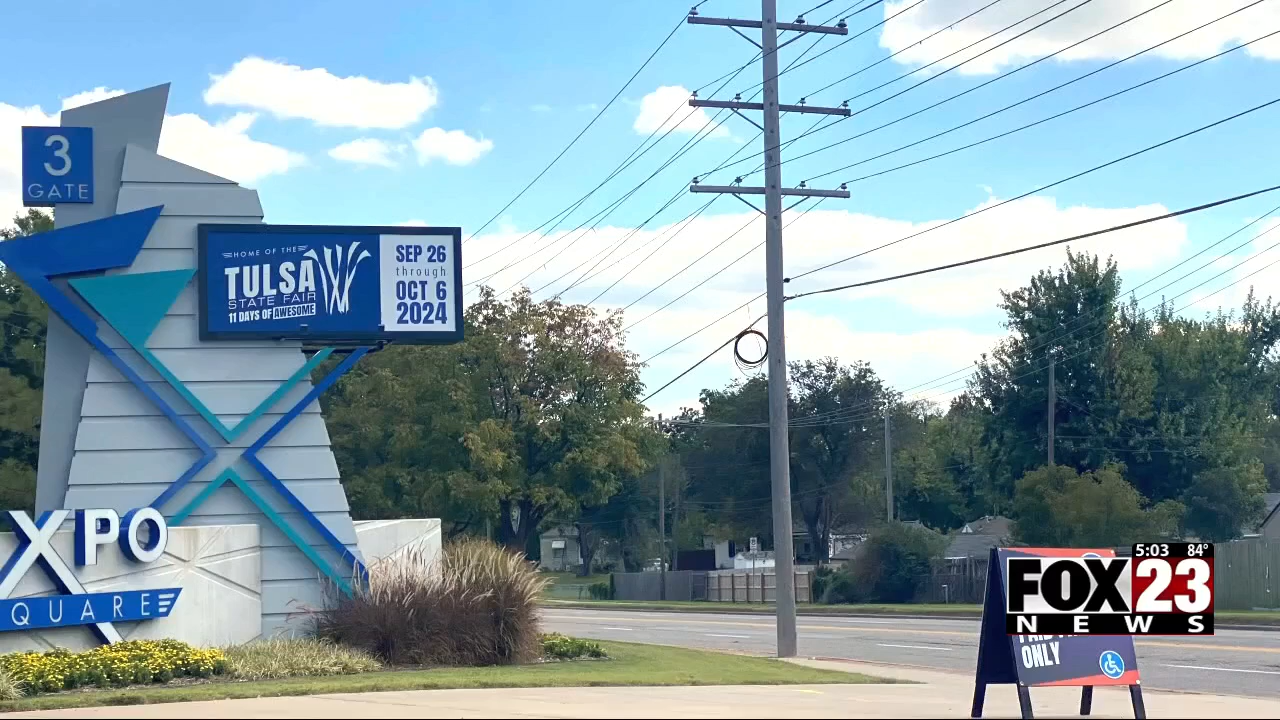 3
GATE
HOME OF THE
TULSA
STATE FAIR
11 DAYS OF AWESOME
SEP 26
through
OCT 6
2024
XPO
QUARE
ONLY
5:03 84°
FOX 23
NEWS